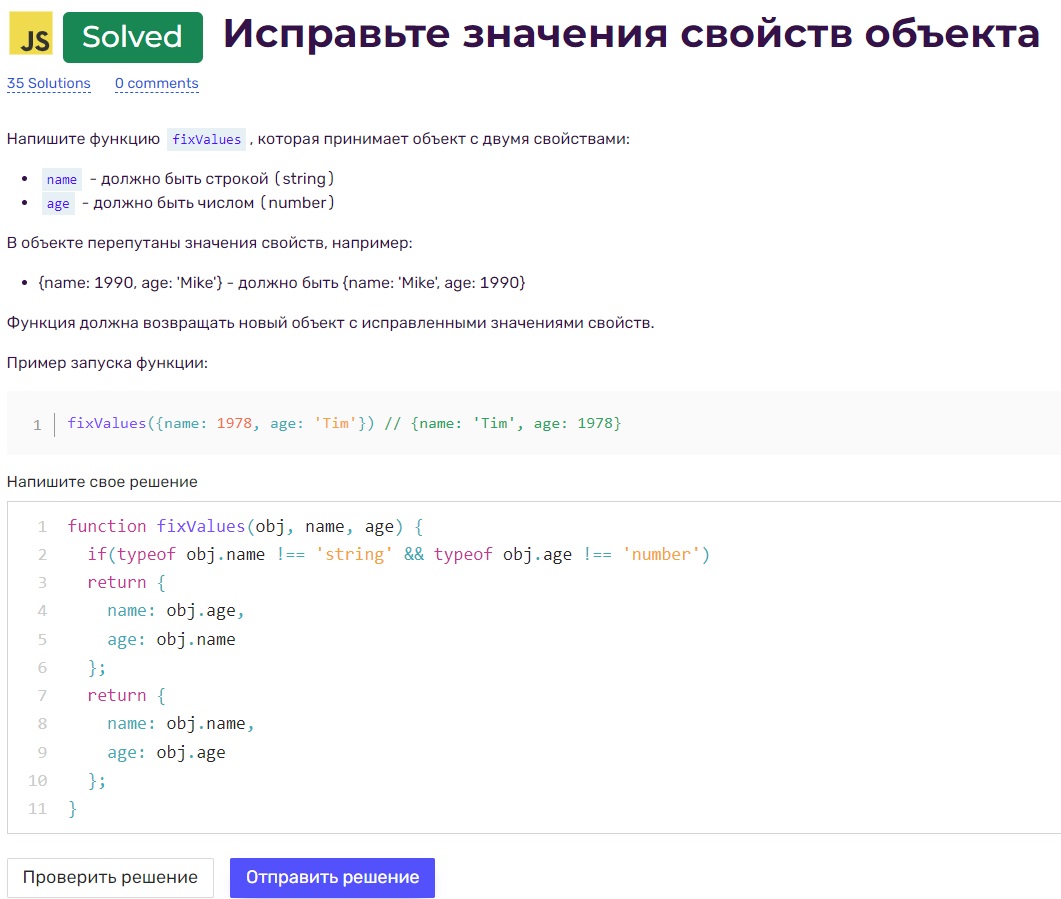 JS Solved Исправьте значения свойств объекта
35 Solutions 0 comments
Напишите функцию fixValues , которая принимает объект с двумя свойствами:
• name - должно быть строкой (string)
• age - должно быть числом (number)
В объекте перепутаны значения свойств, например:
• {name: 1990, age: 'Mike'} - должно быть {name: 'Mike', age: 1990}
Функция должна возвращать новый объект с исправленными значениями свойств.
Пример запуска функции:
1 fixValues({name: 1978, age: 'Tim'}) // {name: 'Tim', age: 1978}
Напишите свое решение
1 function fixValues(obj, name, age) {
2 if(typeof obj.name !== 'string' && typeof obj.age !== 'number')
3 return {
4 name: obj.age,
5 age: obj.name
6 };
7 return {
8 name: obj.name,
9 age: obj.age
10 };
11 }
Проверить решение Отправить решение